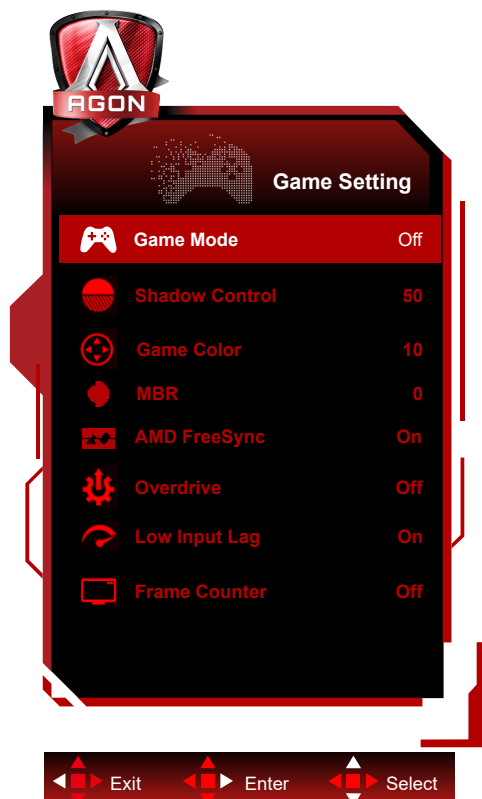 AGON
Game Setting
Game Mode Off
Shadow Control 50
Game Color 10
MBR 0
AMD FreeSync On
Overdrive Off
Low Input Lag On
Frame Counter Off
Exit Enter Select